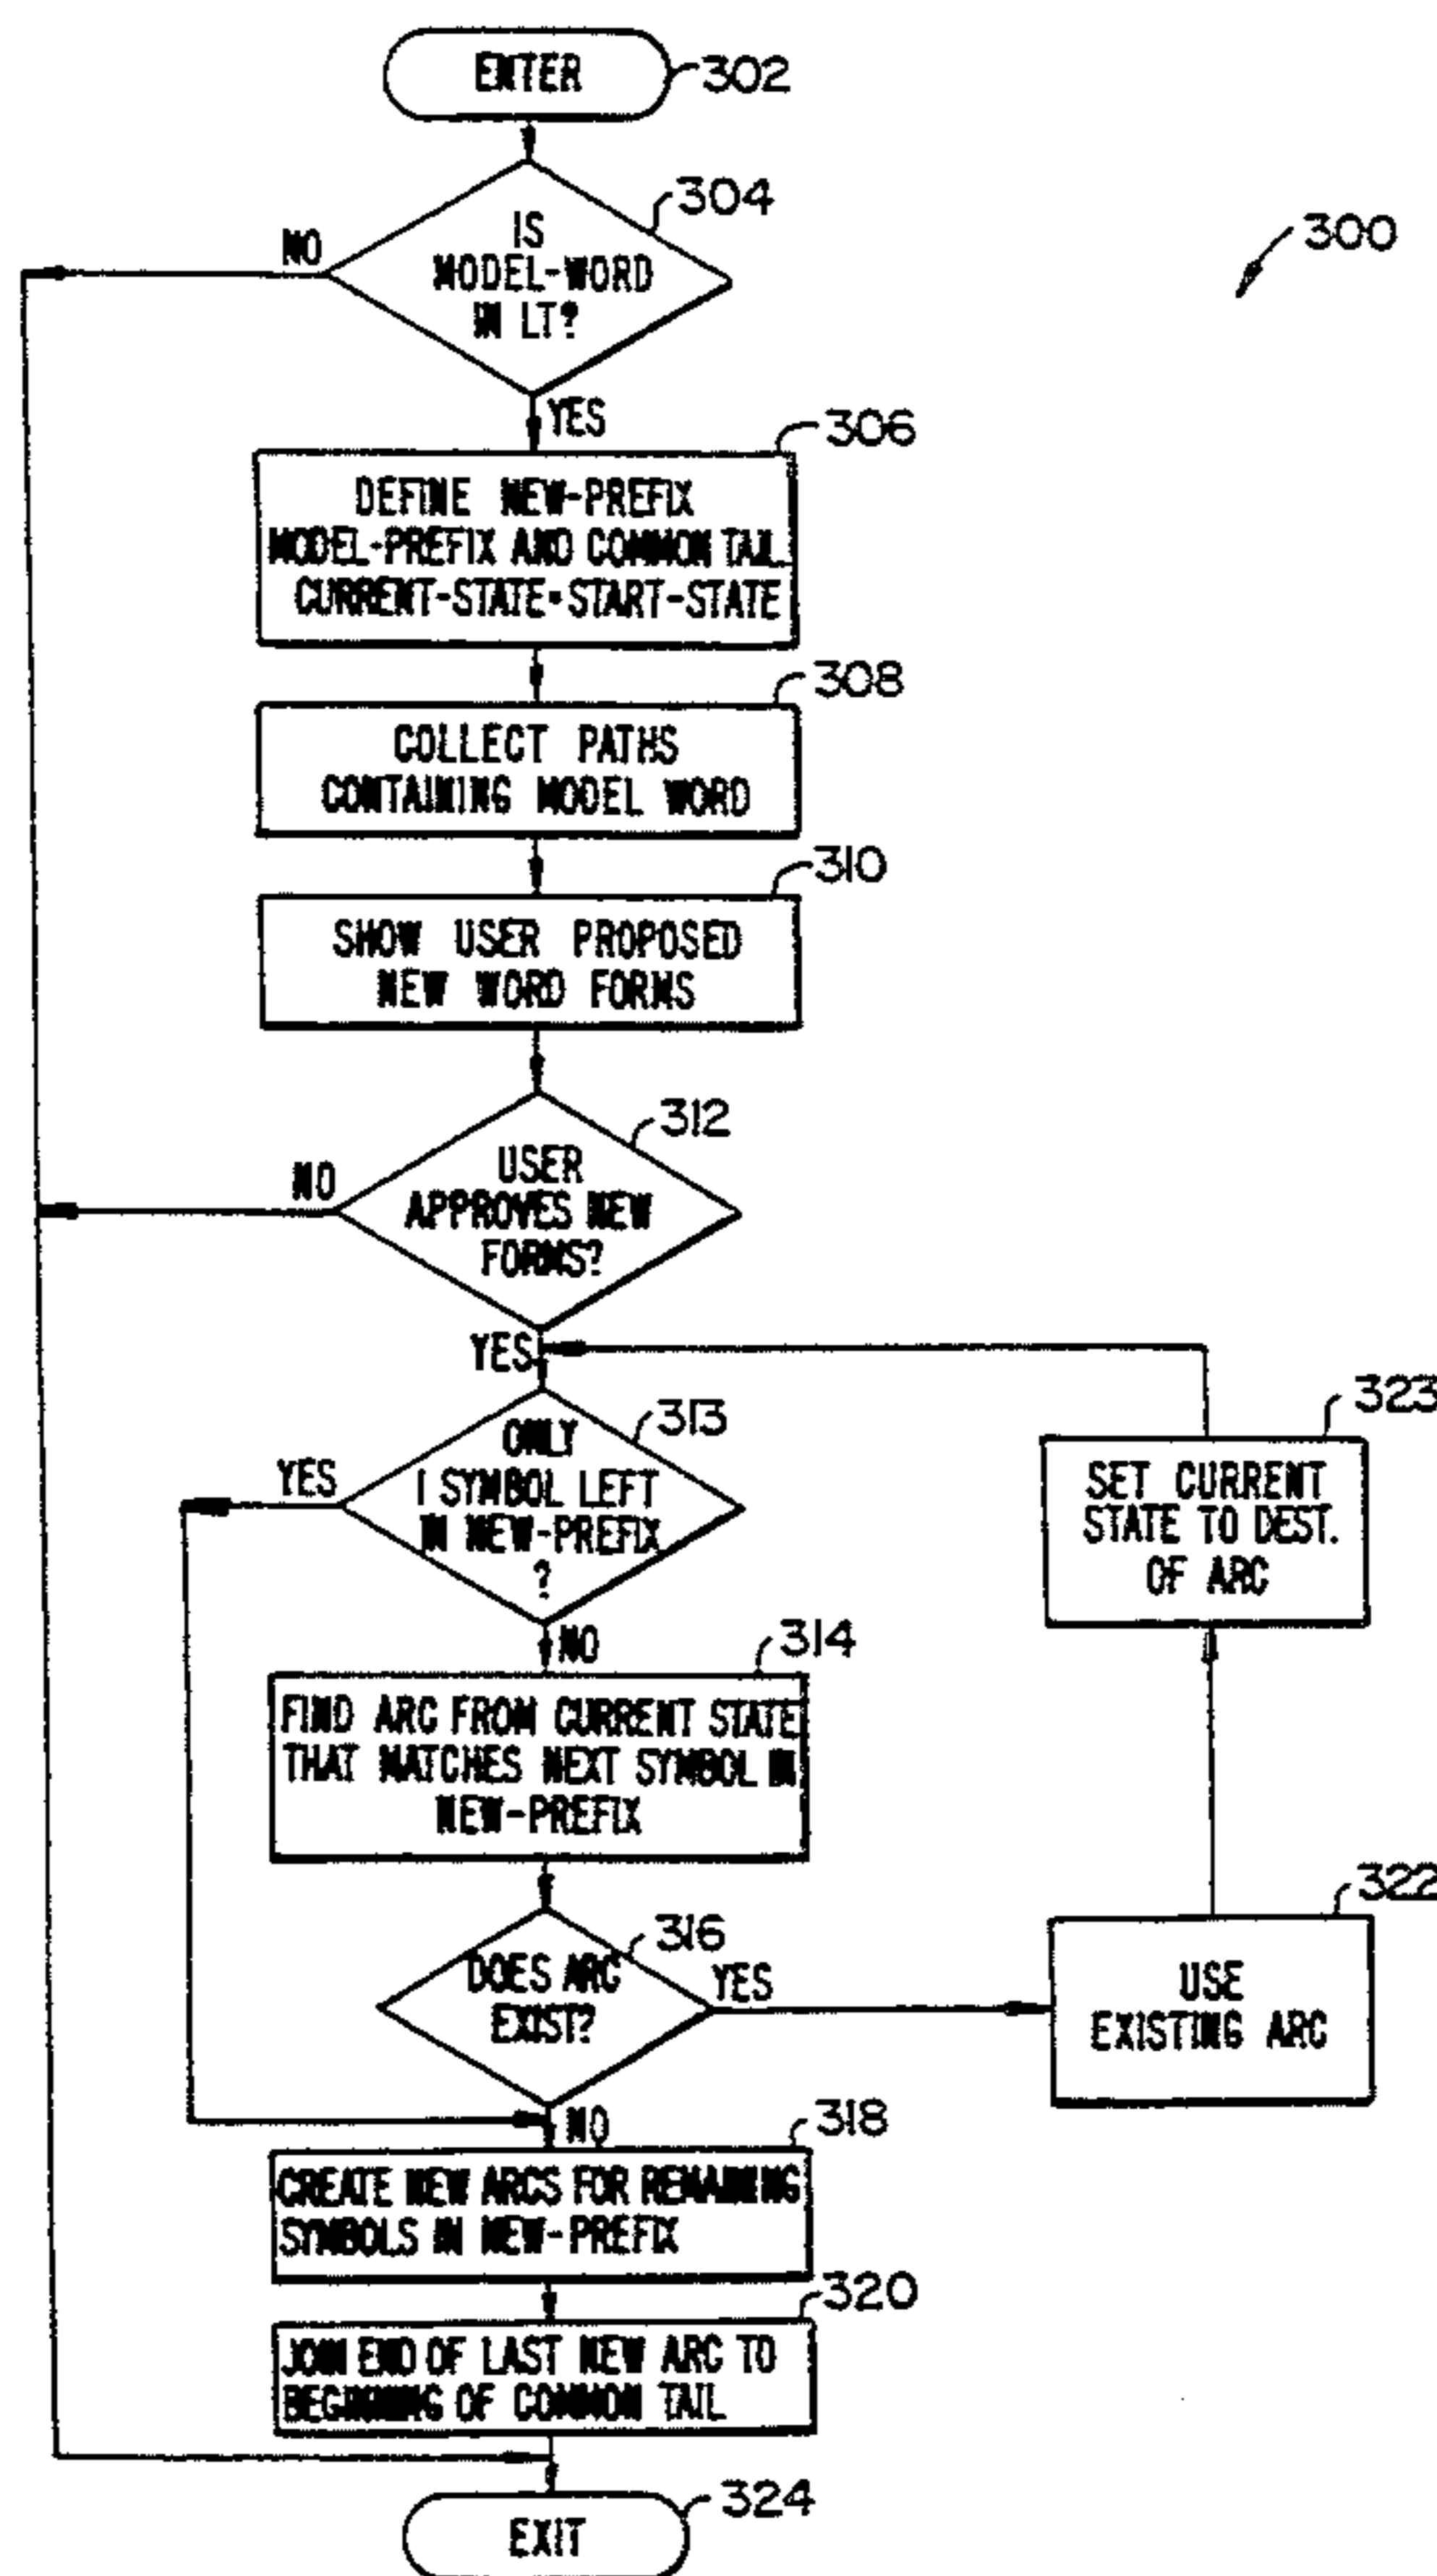 ENTER
302
304
300
NO
IS
MODEL-WORD
IN LT?
YES
306
DEFINE NEW-PREFIX
MODEL-PREFIX AND COMMON TAIL
CURRENT-STATE=START-STATE
308
COLLECT PATHS
CONTAINING MODEL WORD
310
SHOW USER PROPOSED
NEW WORD FORMS
312
NO
USER
APPROVES NEW
FORMS?
YES
313
YES
ONLY
1 SYMBOL LEFT
IN NEW-PREFIX
?
NO
323
SET CURRENT
STATE TO DEST.
OF ARC
314
FIND ARC FROM CURRENT STATE
THAT MATCHES NEXT SYMBOL IN
NEW-PREFIX
316
DOES ARC
EXIST?
YES
322
USE
EXISTING ARC
NO
318
CREATE NEW ARCS FOR REMAINING
SYMBOLS IN NEW-PREFIX
320
JOIN END OF LAST NEW ARC TO
BEGINNING OF COMMON TAIL
324
EXIT